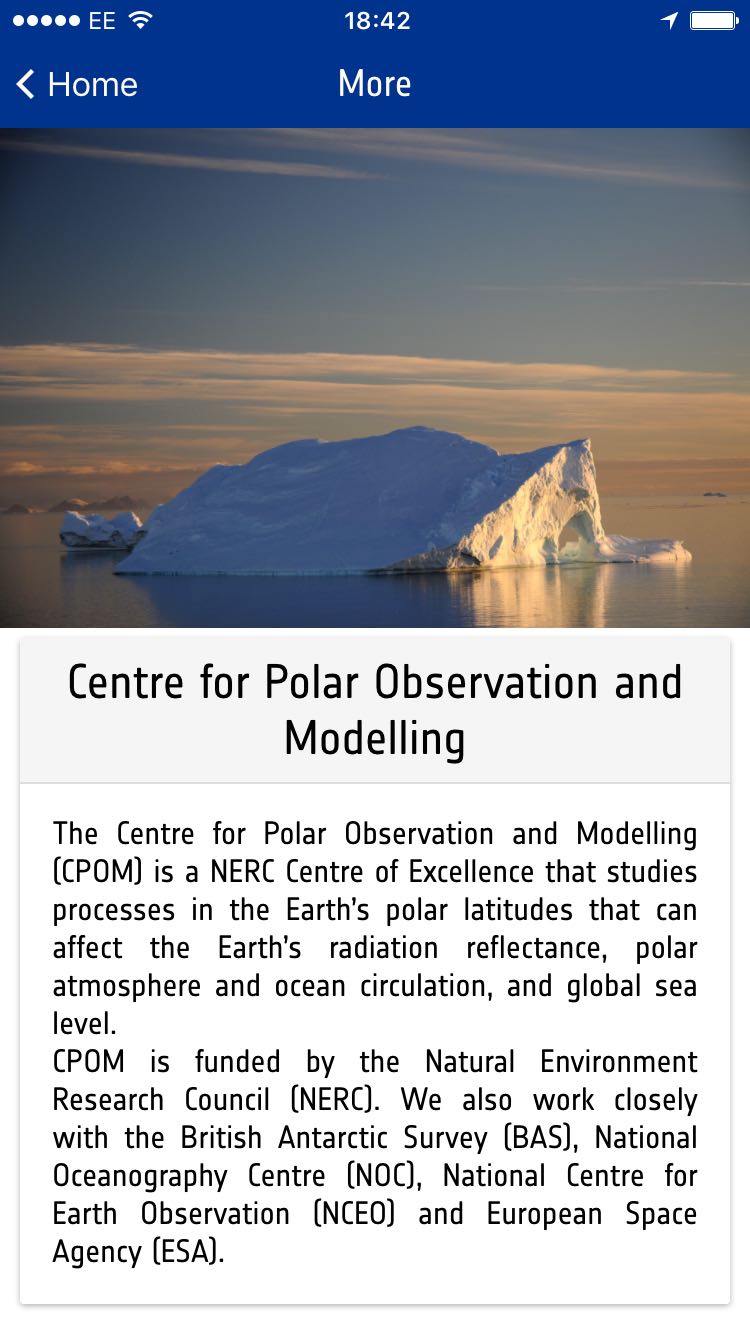 EE 18:42
Home More
Centre for Polar Observation and
Modelling
The Centre for Polar Observation and Modelling
(CPOM) is a NERC Centre of Excellence that studies
processes in the Earth's polar latitudes that can
affect the Earth's radiation reflectance, polar
atmosphere and ocean circulation, and global sea
level.
CPOM is funded by the Natural Environment
Research Council (NERC). We also work closely
with the British Antarctic Survey (BAS), National
Oceanography Centre (NOC), National Centre for
Earth Observation (NCEO) and European Space
Agency (ESA).